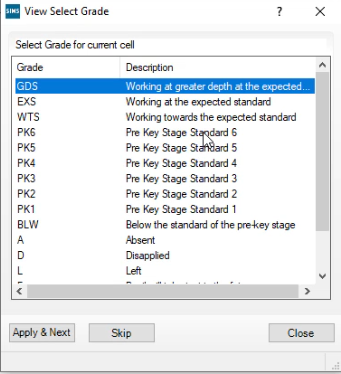 SIMS View Select Grade ? ×
Select Grade for current cell
Grade Description
GDS Working at greater depth at the expected...
EXS Working at the expected standard
WTS Working towards the expected standard
PK6 Pre Key Stage Standard 6
PK5 Pre Key Stage Standard 5
PK4 Pre Key Stage Standard 4
PK3 Pre Key Stage Standard 3
PK2 Pre Key Stage Standard 2
PK1 Pre Key Stage Standard 1
BLW Below the standard of the pre-key stage
A Absent
D Disapplied
L Left
Apply & Next Skip Close